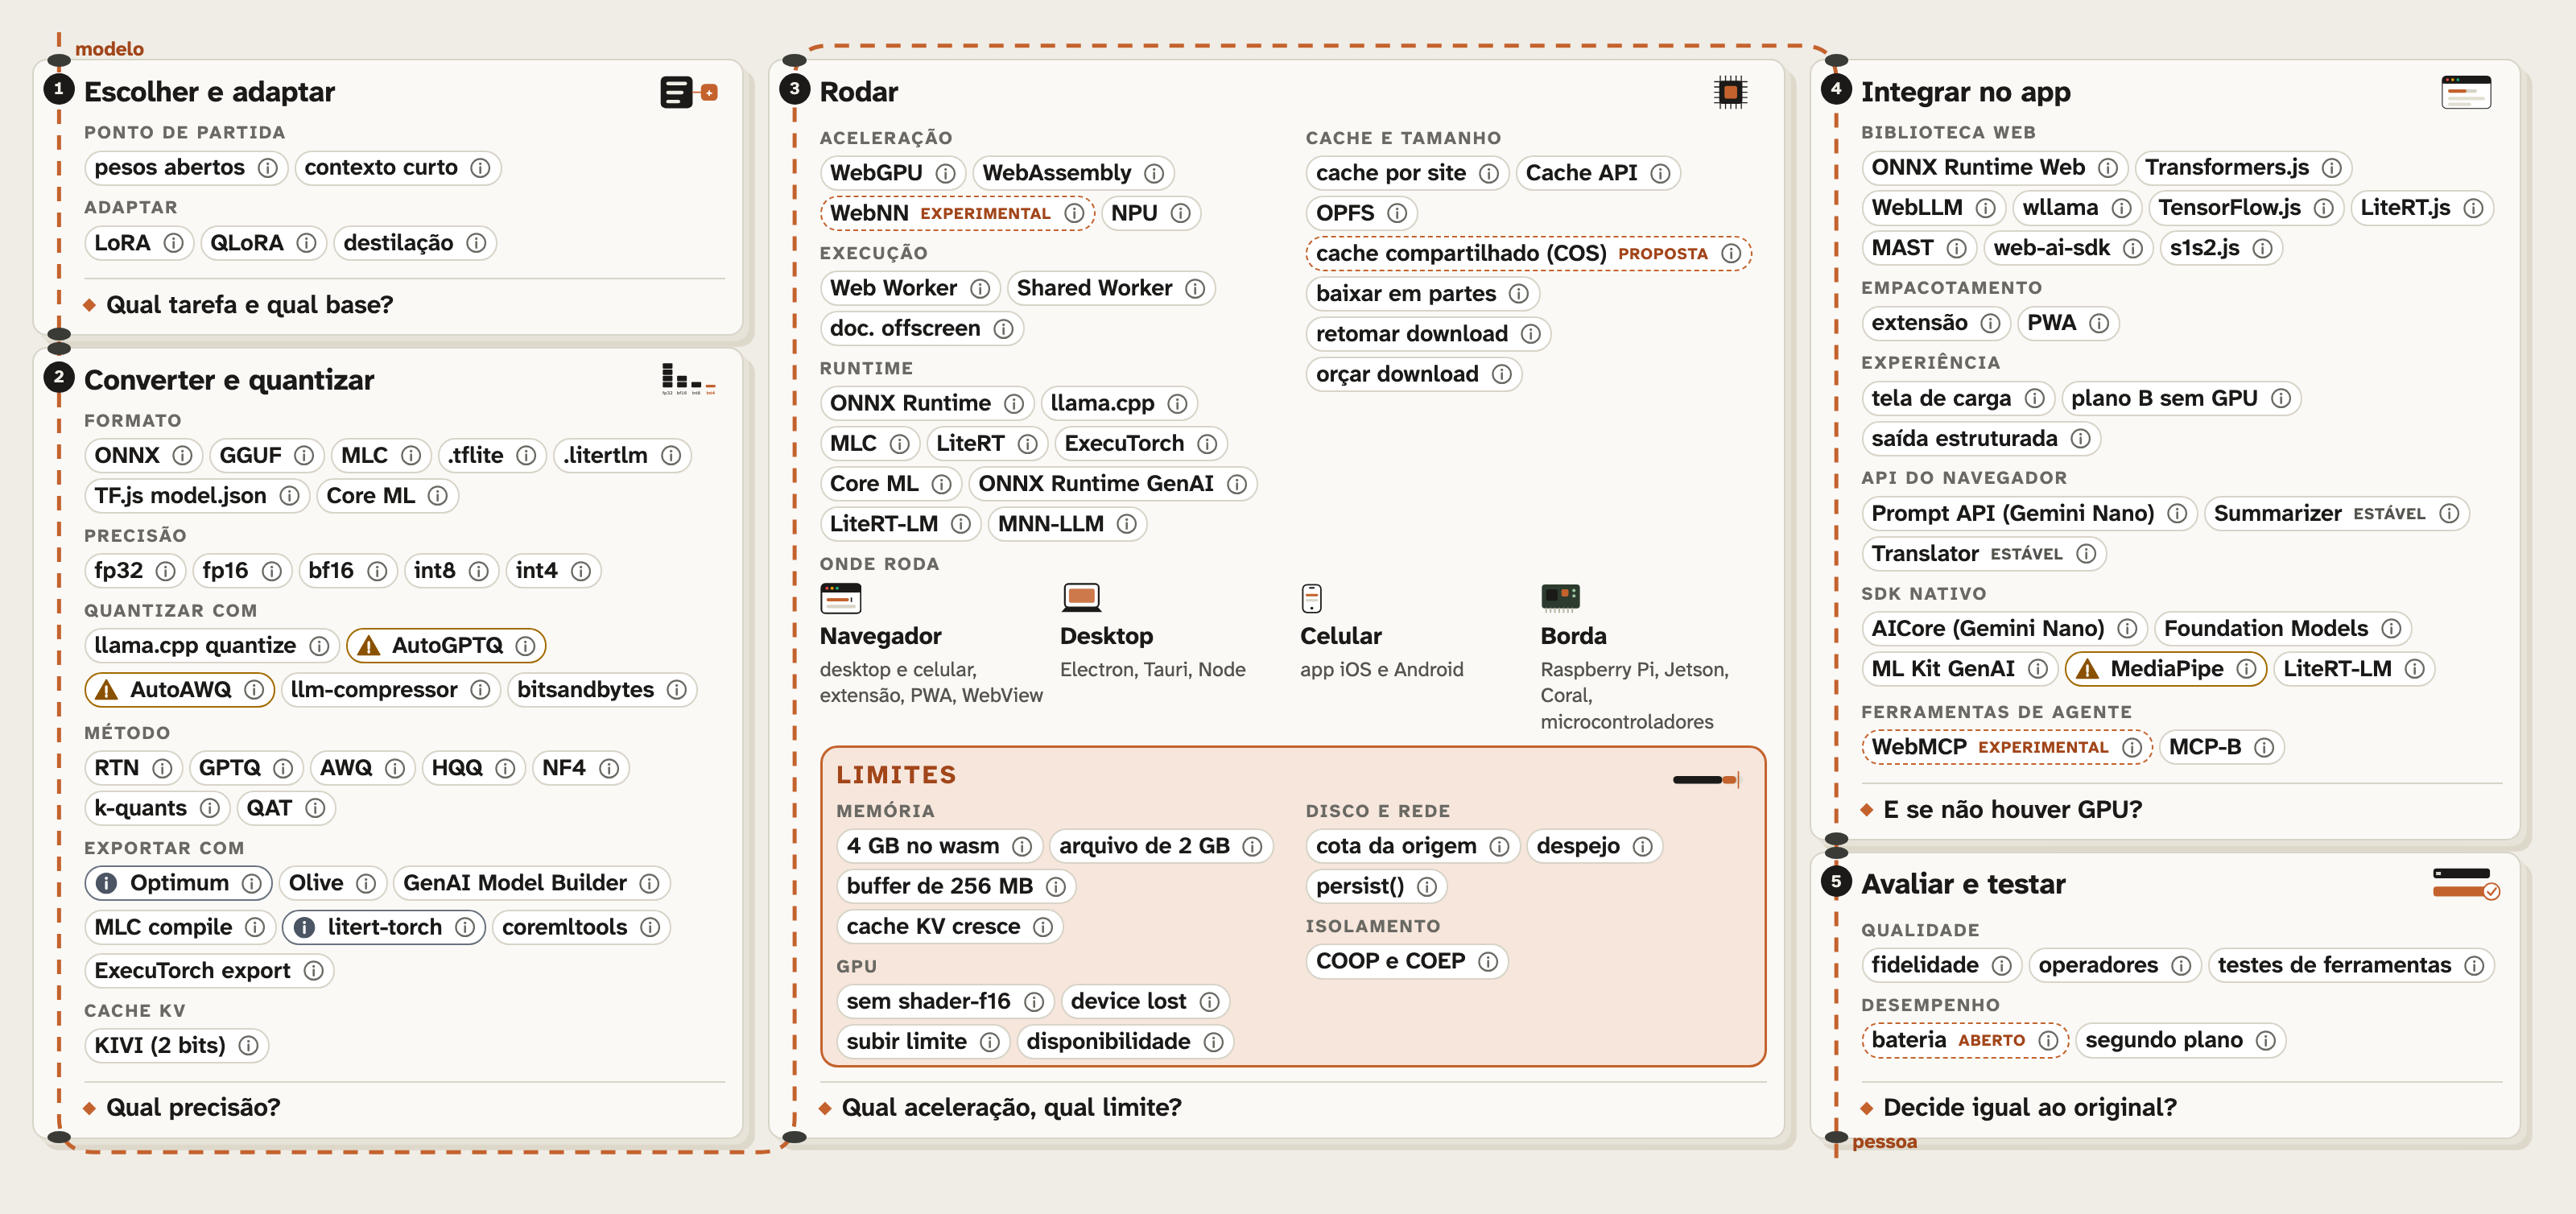 modelo
1
Escolher e adaptar
PONTO DE PARTIDA
pesos abertos
contexto curto
ADAPTAR
LoRA
QLoRA
destilação
Qual tarefa e qual base?
2
Converter e quantizar
fp32 bf16 int8 int4
FORMATO
ONNX
GGUF
MLC
.tflite
.litertlm
TF.js model.json
Core ML
PRECISÃO
fp32
fp16
bf16
int8
int4
QUANTIZAR COM
llama.cpp quantize
AutoGPTQ
AutoAWQ
llm-compressor
bitsandbytes
MÉTODO
RTN
GPTQ
AWQ
HQQ
NF4
k-quants
QAT
EXPORTAR COM
Optimum
Olive
GenAI Model Builder
MLC compile
litert-torch
coremltools
ExecuTorch export
CACHE KV
KIVI (2 bits)
Qual precisão?
3
Rodar
ACELERAÇÃO
WebGPU
WebAssembly
WebNN EXPERIMENTAL
NPU
EXECUÇÃO
Web Worker
Shared Worker
doc. offscreen
RUNTIME
ONNX Runtime
llama.cpp
MLC
LiteRT
ExecuTorch
Core ML
ONNX Runtime GenAI
LiteRT-LM
MNN-LLM
CACHE E TAMANHO
cache por site
Cache API
OPFS
cache compartilhado (COS) PROPOSTA
baixar em partes
retomar download
orçar download
ONDE RODA
Navegador
desktop e celular,
extensão, PWA, WebView
Desktop
Electron, Tauri, Node
Celular
app iOS e Android
Borda
Raspberry Pi, Jetson,
Coral,
microcontroladores
LIMITES
MEMÓRIA
4 GB no wasm
arquivo de 2 GB
buffer de 256 MB
cache KV cresce
GPU
sem shader-f16
device lost
subir limite
disponibilidade
DISCO E REDE
cota da origem
despejo
persist()
ISOLAMENTO
COOP e COEP
Qual aceleração, qual limite?
4
Integrar no app
BIBLIOTECA WEB
ONNX Runtime Web
Transformers.js
WebLLM
wllama
TensorFlow.js
LiteRT.js
MAST
web-ai-sdk
s1s2.js
EMPACOTAMENTO
extensão
PWA
EXPERIÊNCIA
tela de carga
plano B sem GPU
saída estruturada
API DO NAVEGADOR
Prompt API (Gemini Nano)
Summarizer ESTÁVEL
Translator ESTÁVEL
SDK NATIVO
AICore (Gemini Nano)
Foundation Models
ML Kit GenAI
MediaPipe
LiteRT-LM
FERRAMENTAS DE AGENTE
WebMCP EXPERIMENTAL
MCP-B
E se não houver GPU?
5
Avaliar e testar
QUALIDADE
fidelidade
operadores
testes de ferramentas
DESEMPENHO
bateria ABERTO
segundo plano
Decide igual ao original?
pessoa